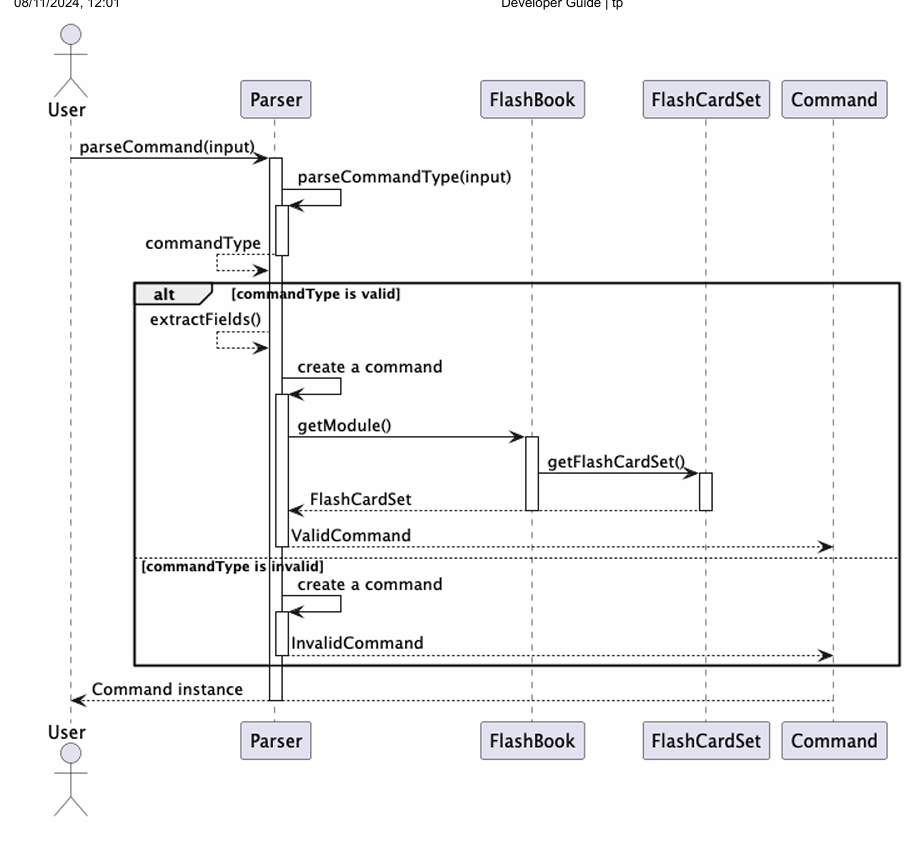 08/11/2024, 12:01 Developer Guide | tp
User
Parser FlashBook FlashCardSet Command
parseCommand(input)
parseCommandType(input)
commandType
alt [commandType is valid]
extractFields()
create a command
getModule()
getFlashCardSet()
FlashCardSet
ValidCommand
[commandType is invalid]
create a command
InvalidCommand
Command instance
User
Parser FlashBook FlashCardSet Command